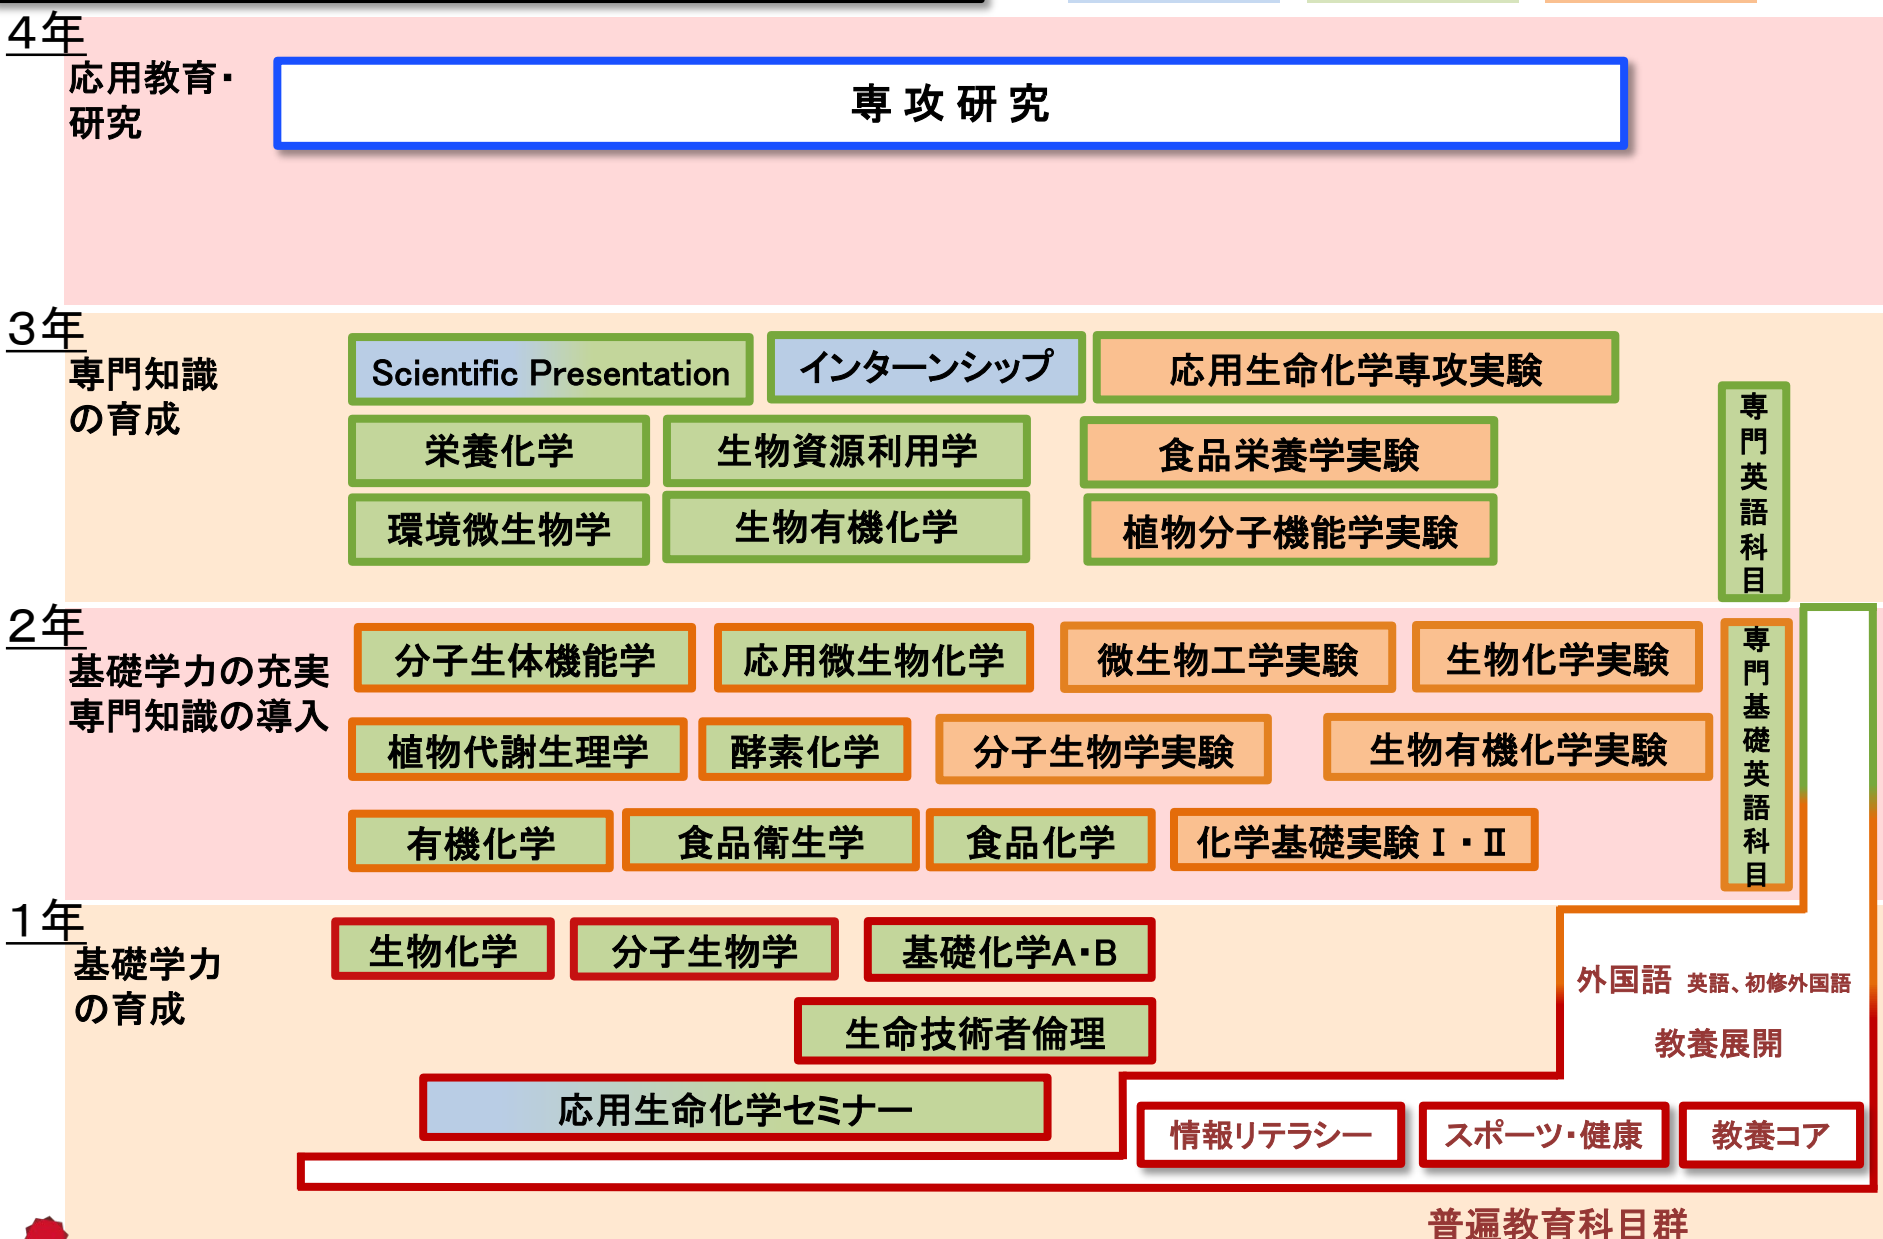 4年
応用教育・
研究
専攻研究
3年
専門知識
の育成
Scientific Presentation
インターンシップ
応用生命化学専攻実験
栄養化学
生物資源利用学
食品栄養学実験
環境微生物学
生物有機化学
植物分子機能学実験
専門英語科目
2年
基礎学力の充実
専門知識の導入
分子生体機能学
応用微生物化学
微生物工学実験
生物化学実験
植物代謝生理学
酵素化学
分子生物学実験
生物有機化学実験
有機化学
食品衛生学
食品化学
化学基礎実験Ⅰ・Ⅱ
専門基礎英語科目
1年
基礎学力
の育成
生物化学
分子生物学
基礎化学A・B
生命技術者倫理
応用生命化学セミナー
外国語 英語、初修外国語
教養展開
情報リテラシー
スポーツ・健康
教養コア
普遍教育科目群